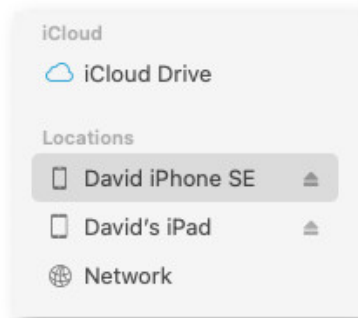 iCloud
iCloud Drive
Locations
David iPhone SE
David's iPad
Network